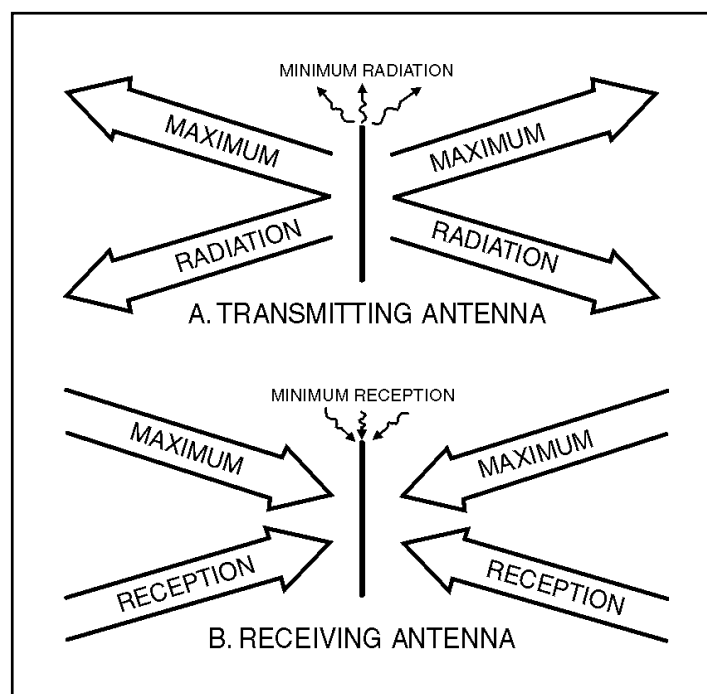 MINIMUM RADIATION
MAXIMUM
MAXIMUM
RADIATION
RADIATION
A. TRANSMITTING ANTENNA
MINIMUM RECEPTION
MAXIMUM
MAXIMUM
RECEPTION
RECEPTION
B. RECEIVING ANTENNA